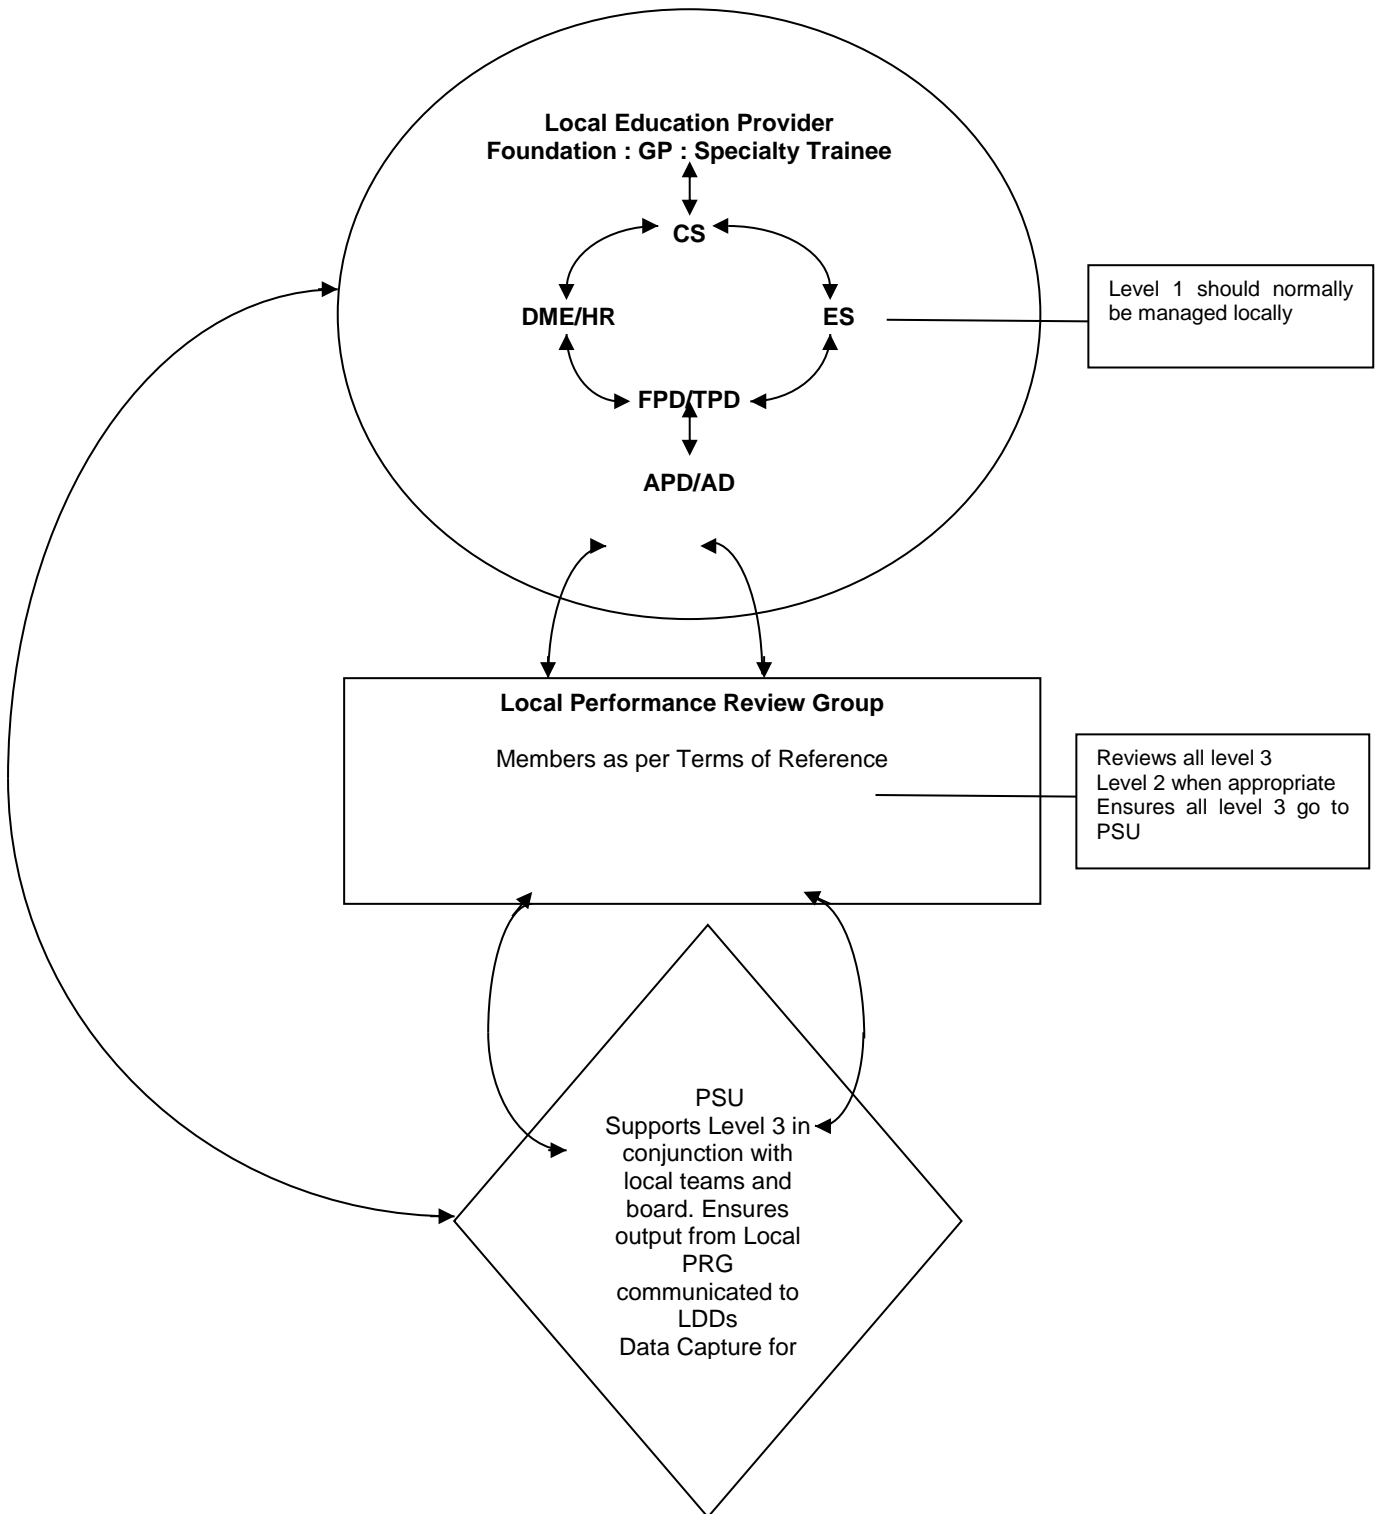 Local Education Provider
Foundation : GP : Specialty Trainee
CS
DME/HR
ES
Level 1 should normally
be managed locally
FPD/TPD
APD/AD
Local Performance Review Group
Members as per Terms of Reference
Reviews all level 3
Level 2 when appropriate
Ensures all level 3 go to
PSU
PSU
Supports Level 3 in
conjunction with
local teams and
board. Ensures
output from Local
PRG
communicated to
LDDs
Data Capture for